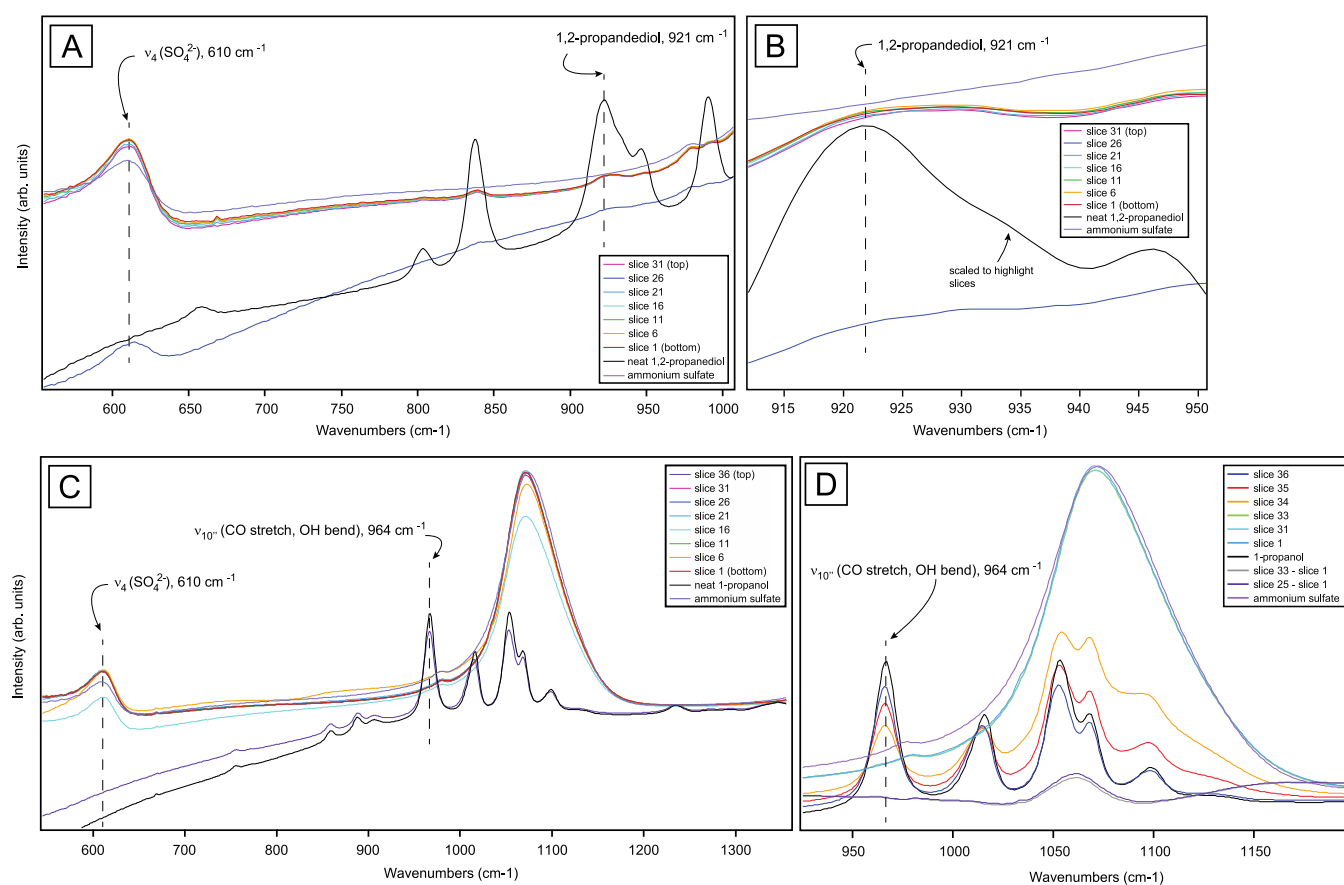 A
ν4 (SO4 2-), 610 cm -1
1,2-propandediol, 921 cm -1
Intensity (arb. units)
slice 31 (top)
slice 26
slice 21
slice 16
slice 11
slice 6
slice 1 (bottom)
neat 1,2-propanediol
ammonium sulfate
600 650 700 750 800 850 900 950 1000
Wavenumbers (cm-1)
B
1,2-propandediol, 921 cm -1
slice 31 (top)
slice 26
slice 21
slice 16
slice 11
slice 6
slice 1 (bottom)
neat 1,2-propanediol
ammonium sulfate
scaled to highlight
slices
915 920 925 930 935 940 945 950
Wavenumbers (cm-1)
C
ν10" (CO stretch, OH bend), 964 cm -1
ν4 (SO4 2-), 610 cm -1
Intensity (arb. units)
slice 36 (top)
slice 31
slice 26
slice 21
slice 16
slice 11
slice 6
slice 1 (bottom)
neat 1-propanol
ammonium sulfate
600 700 800 900 1000 1100 1200 1300
Wavenumbers (cm-1)
D
ν10" (CO stretch, OH bend), 964 cm -1
slice 36
slice 35
slice 34
slice 33
slice 31
slice 1
1-propanol
slice 33 - slice 1
slice 25 - slice 1
ammonium sulfate
950 1000 1050 1100 1150
Wavenumbers (cm-1)